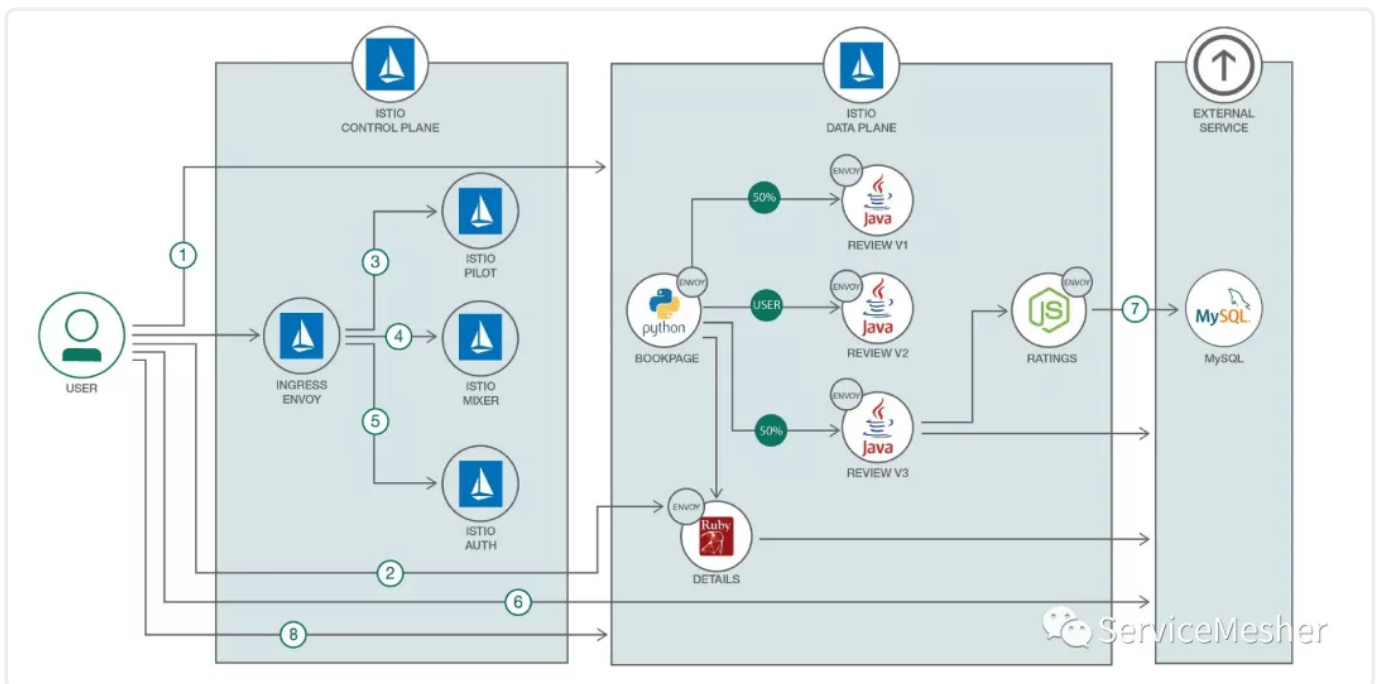 ISTIO
CONTROL PLANE
ISTIO
DATA PLANE
EXTERNAL
SERVICE
1
3
ISTIO
PILOT
USER
INGRESS
ENVOY
4
ISTIO
MIXER
5
ISTIO
AUTH
2
6
8
50%
ENVOY
Java
REVIEW V1
ENVOY
python
BOOKPAGE
USER
ENVOY
Java
REVIEW V2
50%
ENVOY
Java
REVIEW V3
ENVOY
JS
RATINGS
7
MySQL
MySQL
ENVOY
Ruby
DETAILS
ServiceMesher